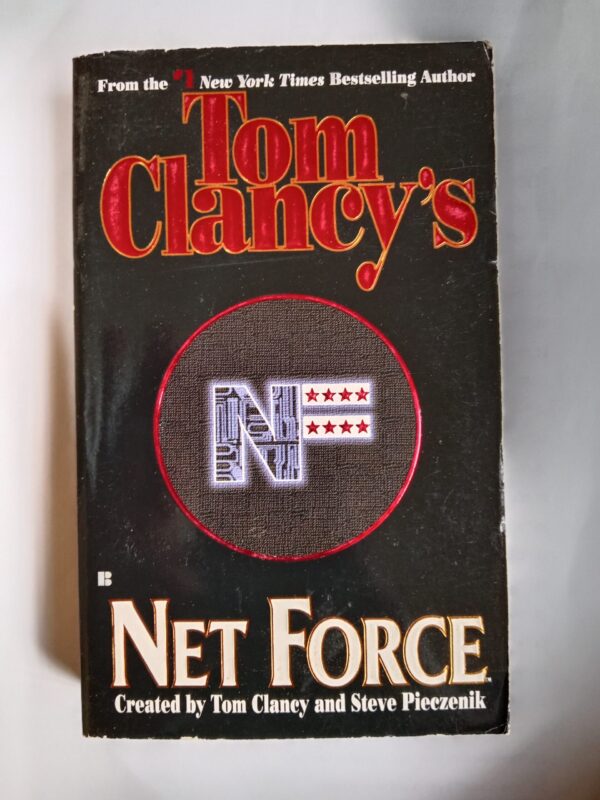 From the #1 New York Times Bestselling Author
Tom
Clancy's
NF
B
NET FORCE™
Created by Tom Clancy and Steve Pieczenik